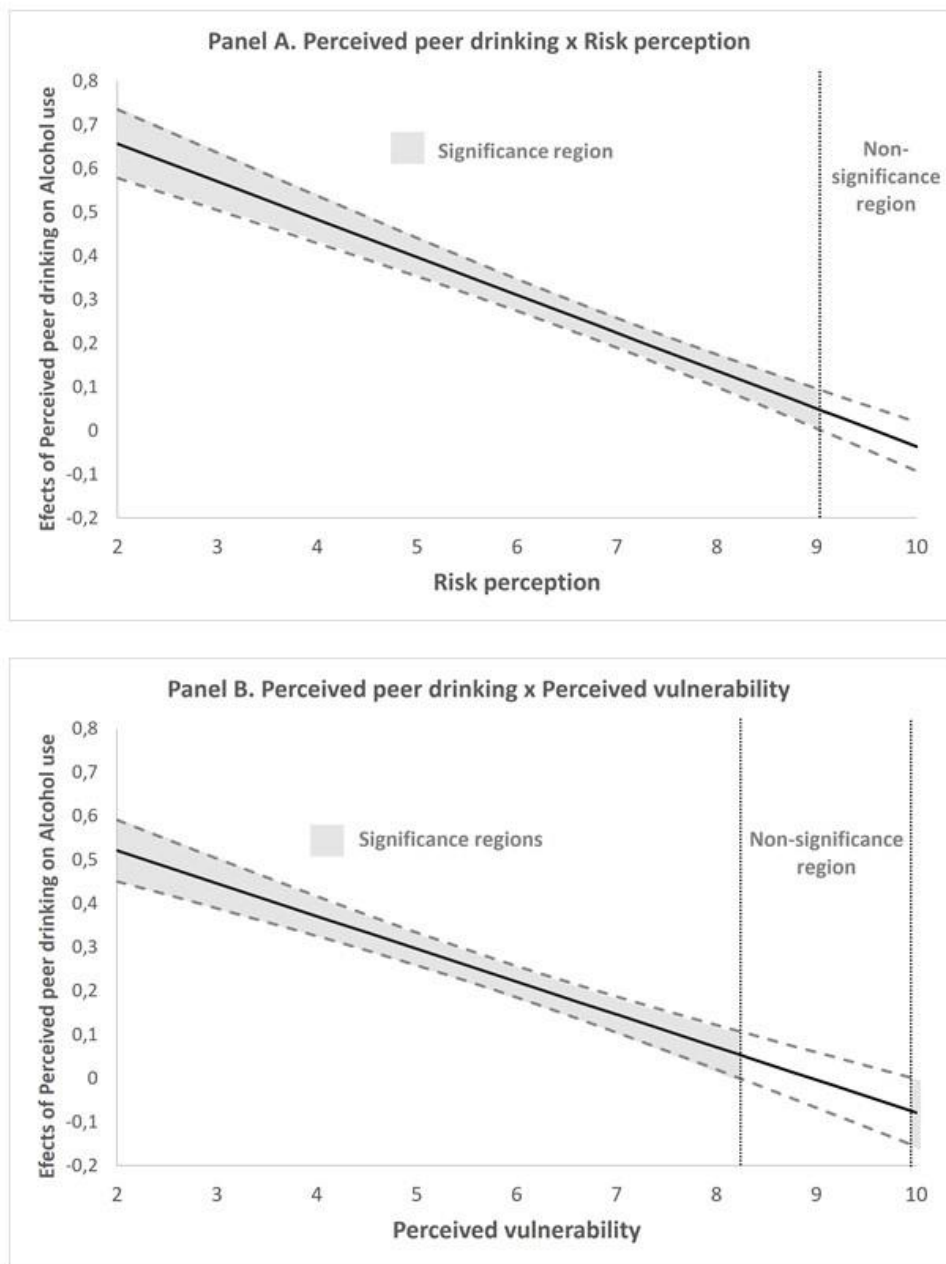 Panel A. Perceived peer drinking x Risk perception
Efects of Perceived peer drinking on Alcohol use
0,8
0,7
0,6
0,5
0,4
0,3
0,2
0,1
0
-0,1
-0,2
Significance region
Non-
significance
region
2 3 4 5 6 7 8 9 10
Risk perception
Panel B. Perceived peer drinking x Perceived vulnerability
Efects of Perceived peer drinking on Alcohol use
0,8
0,7
0,6
0,5
0,4
0,3
0,2
0,1
0
-0,1
-0,2
Significance regions
Non-significance
region
2 3 4 5 6 7 8 9 10
Perceived vulnerability